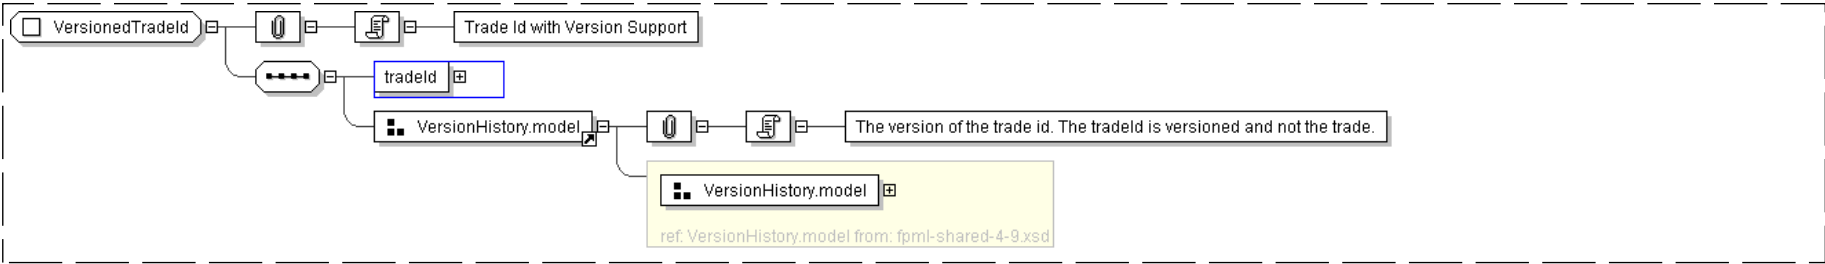 VersionedTradeId
Trade Id with Version Support
tradeId
VersionHistory.model
The version of the trade id. The tradeId is versioned and not the trade.
VersionHistory.model
ref: VersionHistory.model from: fpml-shared-4-9.xsd